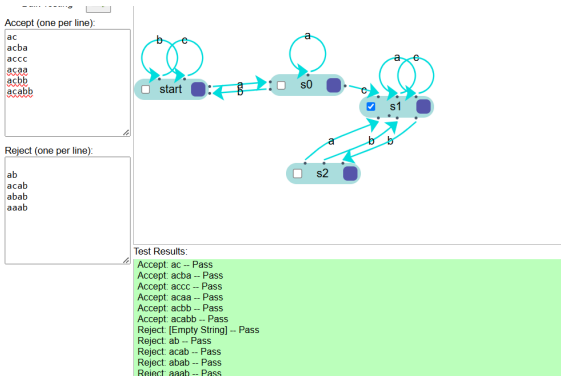 Accept (one per line):
ac
acba
accc
acaa
acbb
acabb
Reject (one per line):
ab
acab
abab
aaab
b
c
a
start
a
b
s0
c
a
c
s1
a
b
b
s2
Test Results:
Accept: ac -- Pass
Accept: acba -- Pass
Accept: accc -- Pass
Accept: acaa -- Pass
Accept: acbb -- Pass
Accept: acabb -- Pass
Reject: [Empty String] -- Pass
Reject: ab -- Pass
Reject: acab -- Pass
Reject: abab -- Pass
Reject: aaab -- Pass